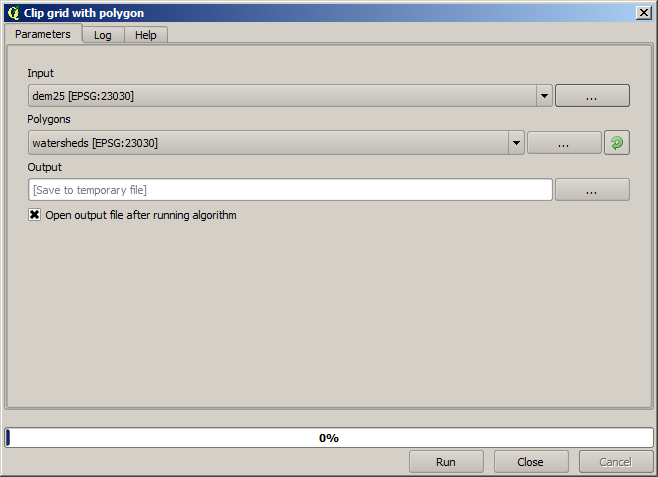 Clip grid with polygon
Parameters Log Help
Input
dem25 [EPSG:23030] ...
Polygons
watersheds [EPSG:23030] ...
Output
[Save to temporary file] ...
Open output file after running algorithm
0%
Run Close Cancel